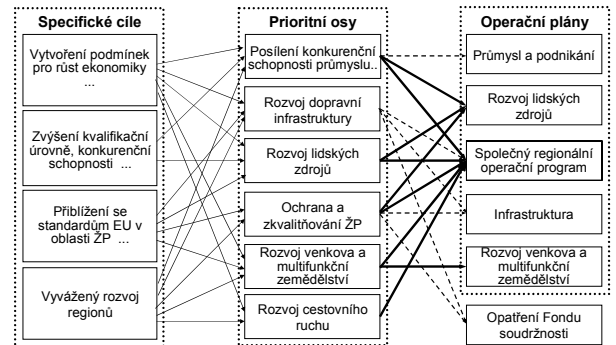 Specifické cíle
Vytvoření podmínek
pro růst ekonomiky
...
Zvýšení kvalifikační
úrovně, konkurenční
schopnosti ...
Přiblížení se
standardům EU v
oblasti ŽP ...
Vyvážený rozvoj
regionů
Prioritní osy
Posílení konkurenční
schopnosti průmyslu..
Rozvoj dopravní
infrastruktury
Rozvoj lidských
zdrojů
Ochrana a
zkvalitňování ŽP
Rozvoj venkova a
multifunkční
zemědělství
Rozvoj cestovního
ruchu
Operační plány
Průmysl a podnikání
Rozvoj lidských
zdrojů
Společný regionální
operační program
Infrastruktura
Rozvoj venkova a
multifunkční
zemědělství
Opatření Fondu
soudržnosti